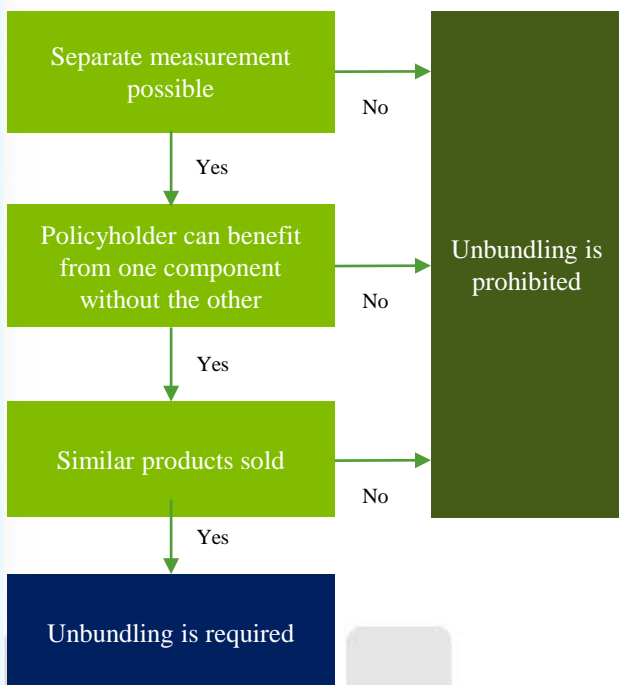 Separate measurement
possible
No
Yes
Policyholder can benefit
from one component
without the other
Unbundling is
prohibited
No
Yes
Similar products sold
No
Yes
Unbundling is required